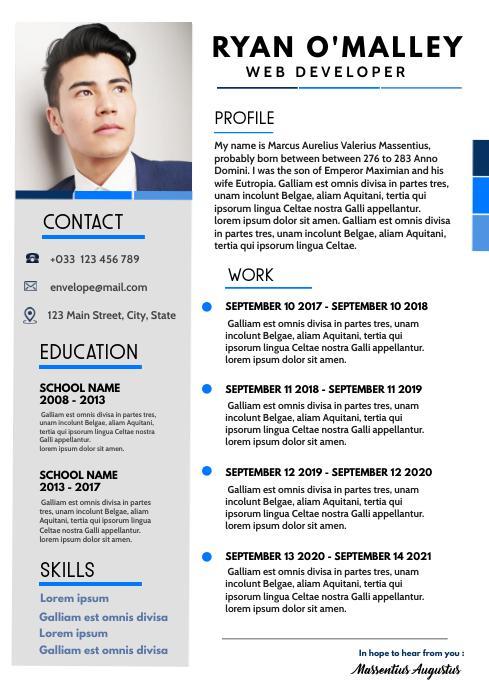 RYAN O'MALLEY
WEB DEVELOPER
PROFILE
My name is Marcus Aurelius Valerius Massentius,
probably born between between 276 to 283 Anno
Domini. I was the son of Emperor Maximian and his
wife Eutropia. Galliam est omnis divisa in partes tres,
unam incolunt Belgae, aliam Aquitani, tertia qui
ipsorum lingua Celtae nostra Galli appellantur.
lorem ipsum dolor sit amen. Galliam est omnis divisa
in partes tres, unam incolunt Belgae, aliam Aquitani,
tertia qui ipsorum lingua Celtae.
CONTACT
+033 123 456 789
envelope@mail.com
123 Main Street, City, State
EDUCATION
SCHOOL NAME
2008 - 2013
Galliam est omnis divisa in partes tres,
unam incolunt Belgae, aliam Aquitani,
tertia qui ipsorum lingua Celtae nostra
Galli appellantur.
lorem ipsum dolor sit amen.
SCHOOL NAME
2013 - 2017
Galliam est omnis divisa in partes
tres, unam incolunt Belgae, aliam
Aquitani, tertia qui ipsorum lingua
Celtae nostra Galli appellantur.
lorem ipsum dolor sit amen.
SKILLS
Lorem ipsum
Galliam est omnis divisa
Lorem ipsum
Galliam est omnis divisa
WORK
SEPTEMBER 10 2017 - SEPTEMBER 10 2018
Galliam est omnis divisa in partes tres, unam
incolunt Belgae, aliam Aquitani, tertia qui
ipsorum lingua Celtae nostra Galli appellantur.
lorem ipsum dolor sit amen.
SEPTEMBER 11 2018 - SEPTEMBER 11 2019
Galliam est omnis divisa in partes tres, unam
incolunt Belgae, aliam Aquitani, tertia qui
ipsorum lingua Celtae nostra Galli appellantur.
lorem ipsum dolor sit amen.
SEPTEMBER 12 2019 - SEPTEMBER 12 2020
Galliam est omnis divisa in partes tres, unam
incolunt Belgae, aliam Aquitani, tertia qui
ipsorum lingua Celtae nostra Galli appellantur.
lorem ipsum dolor sit amen.
SEPTEMBER 13 2020 - SEPTEMBER 14 2021
Galliam est omnis divisa in partes tres, unam
incolunt Belgae, aliam Aquitani, tertia qui
ipsorum lingua Celtae nostra Galli appellantur.
lorem ipsum dolor sit amen.
In hope to hear from you :
Massentius Augustus